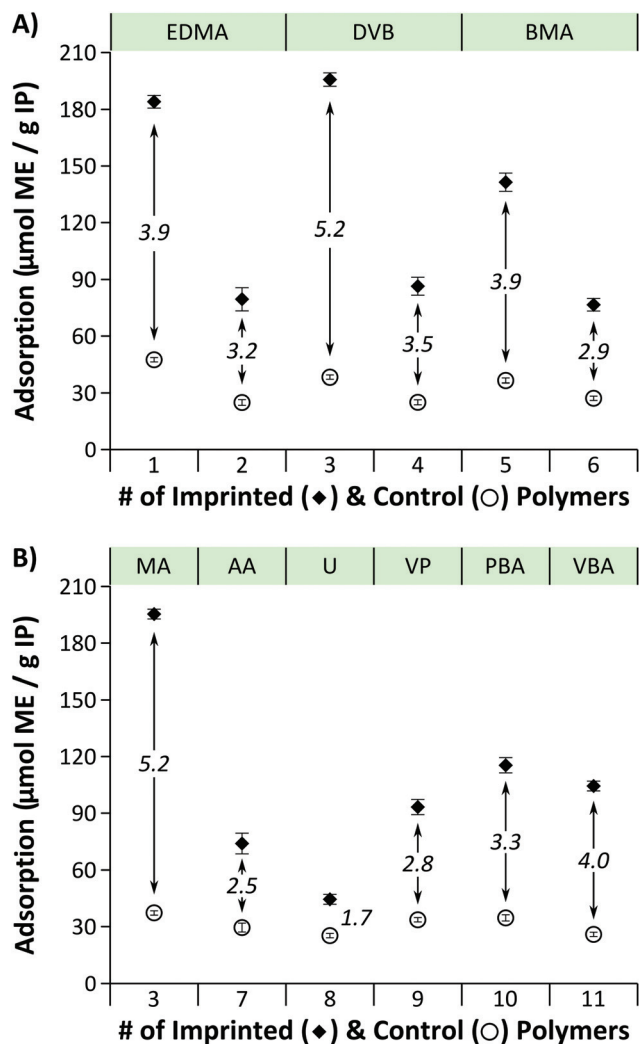 A)
EDMA DVB BMA
Adsorption (µmol ME / g IP)
210
180
150
120
90
60
30
0
3.9
3.2
5.2
3.5
3.9
2.9
1 2 3 4 5 6
# of Imprinted (◆) & Control (○) Polymers
B)
MA AA U VP PBA VBA
Adsorption (µmol ME / g IP)
210
180
150
120
90
60
30
0
5.2
2.5
1.7
2.8
3.3
4.0
3 7 8 9 10 11
# of Imprinted (◆) & Control (○) Polymers